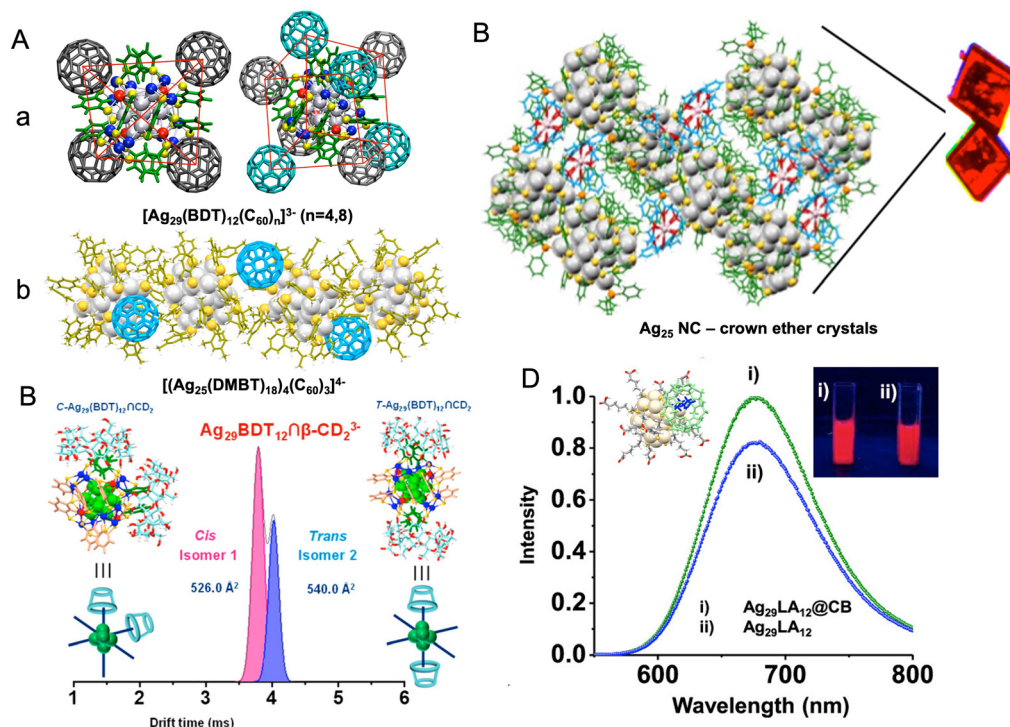 A
a
[Ag₂₉(BDT)₁₂(C₆₀)ₙ]³⁻ (n=4,8)
b
[(Ag₂₅(DMBT)₁₈)₄(C₆₀)₃]⁴⁻
B
Ag₂₅ NC – crown ether crystals
B
C-Ag₂₉(BDT)₁₂∩CD₂
T-Ag₂₉(BDT)₁₂∩CD₂
Ag₂₉BDT₁₂∩β-CD₂³⁻
Cis
Isomer 1
526.0 Å²
Trans
Isomer 2
540.0 Å²
1 2 3 4 5 6
Drift time (ms)
D
i)
ii)
i)
ii)
i) Ag₂₉LA₁₂@CB
ii) Ag₂₉LA₁₂
Intensity
1.0
0.8
0.6
0.4
0.2
0.0
600 700 800
Wavelength (nm)